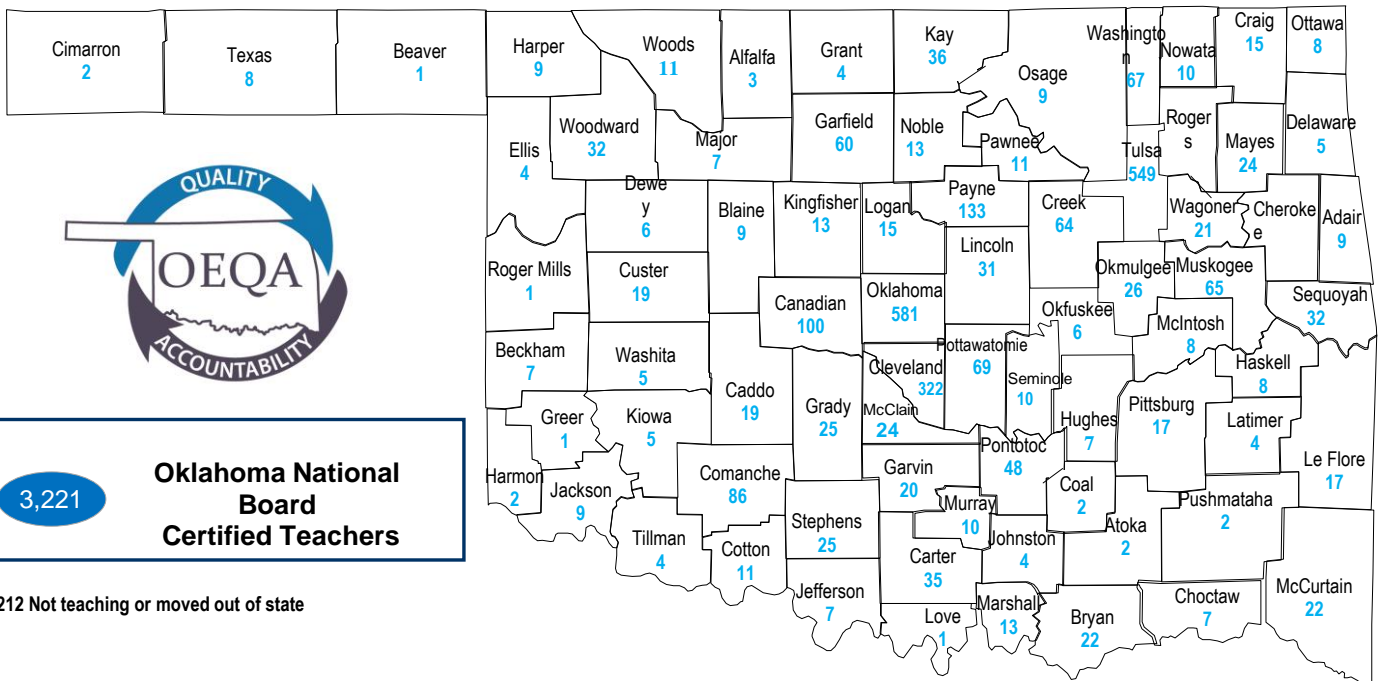 Cimarron
2
Texas
8
Beaver
1
Harper
9
Woods
11
Alfalfa
3
Grant
4
Kay
36
Osage
9
Washingto
n
67
Nowata
10
Craig
15
Ottawa
8
Ellis
4
Woodward
32
Major
7
Garfield
60
Noble
13
Pawnee
11
Tulsa
549
Roger
s
Mayes
24
Delaware
5
QUALITY
OEQA
ACCOUNTABILITY
Dewe
y
6
Blaine
9
Kingfisher
13
Logan
15
Payne
133
Creek
64
Wagoner
21
Cheroke
e
Adair
9
Lincoln
31
Roger Mills
1
Custer
19
Canadian
100
Oklahoma
581
Okmulgee
26
Muskogee
65
Sequoyah
32
Okfuskee
6
McIntosh
8
Beckham
7
Washita
5
Caddo
19
Grady
25
Cleveland
322
Pottawatomie
69
Seminole
10
Hughes
7
Pittsburg
17
Haskell
8
Latimer
4
Le Flore
17
Greer
1
Kiowa
5
McClain
24
Pontotoc
48
Harmon
2
Jackson
9
Comanche
86
Garvin
20
Coal
2
Pushmataha
2
3,221
Oklahoma National
Board
Certified Teachers
Tillman
4
Cotton
11
Stephens
25
Murray
10
Johnston
4
Atoka
2
Carter
35
Jefferson
7
Love
1
Marshall
13
Bryan
22
Choctaw
7
McCurtain
22
212 Not teaching or moved out of state